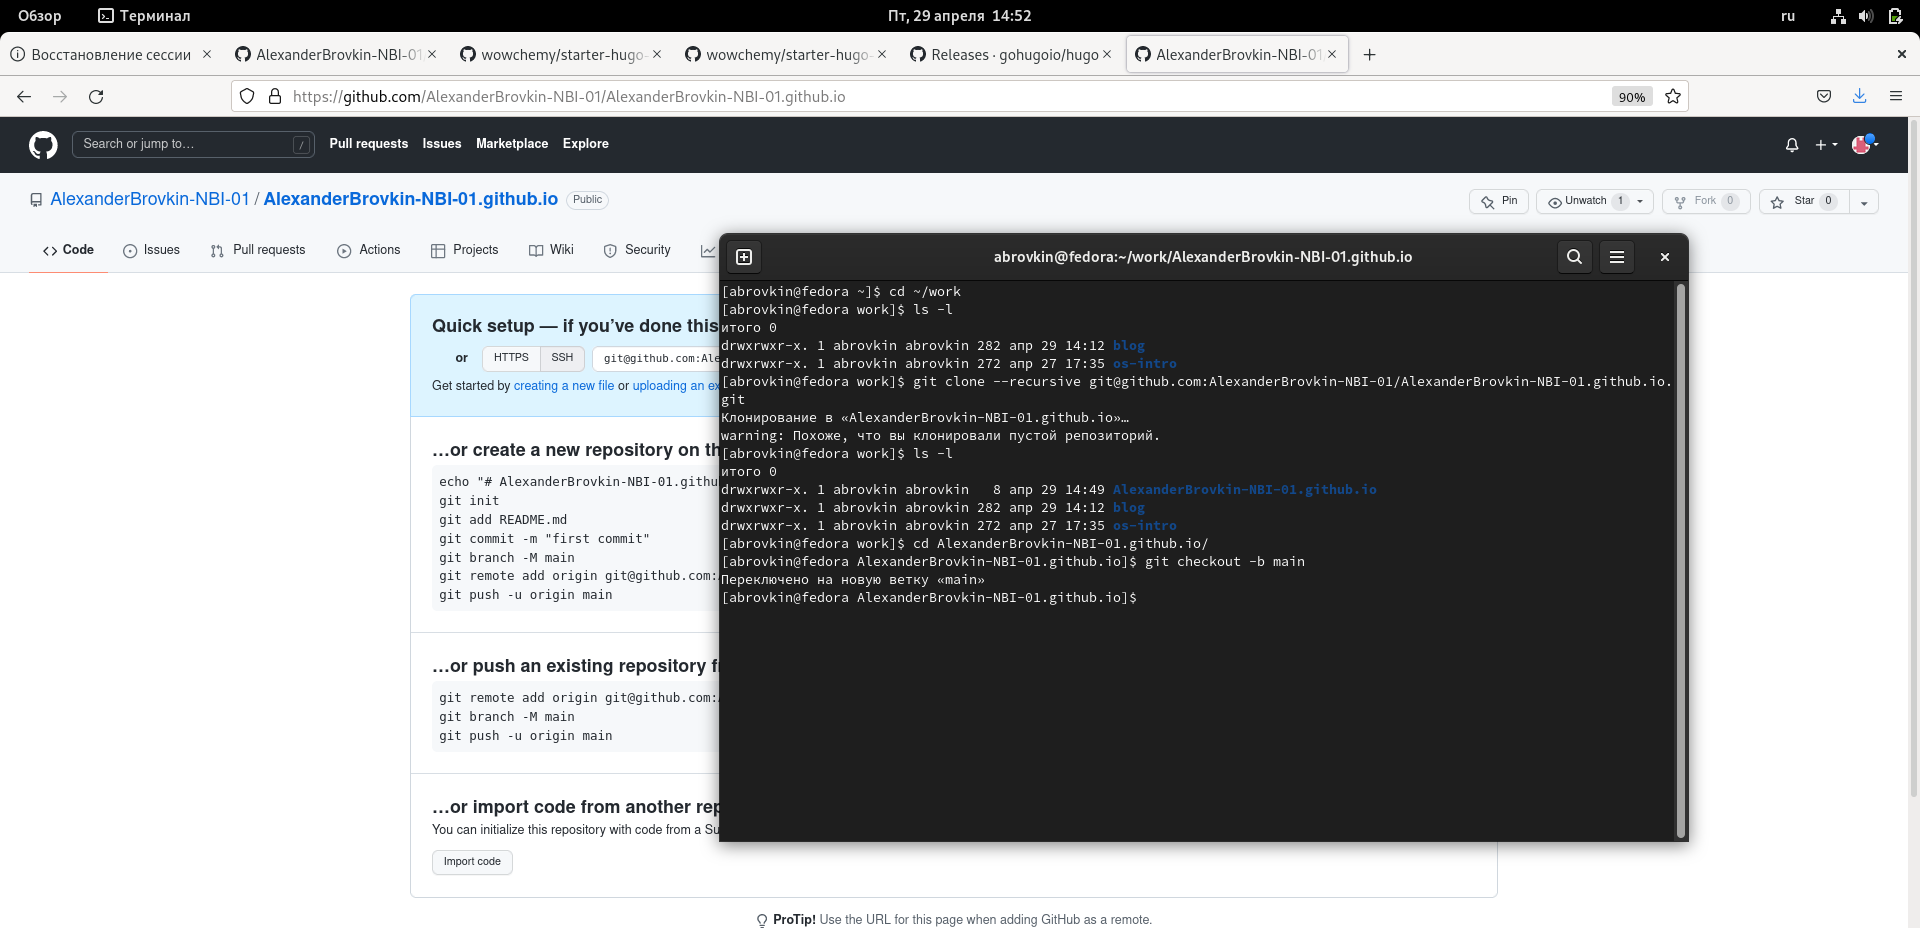 Обзор Терминал Пт, 29 апреля 14:52 ru
Восстановление сессии AlexanderBrovkin-NBI-01 wowchemy/starter-hugo- wowchemy/starter-hugo- Releases · gohugoio/hugo AlexanderBrovkin-NBI-01
https://github.com/AlexanderBrovkin-NBI-01/AlexanderBrovkin-NBI-01.github.io 90%
Search or jump to… / Pull requests Issues Marketplace Explore
AlexanderBrovkin-NBI-01 / AlexanderBrovkin-NBI-01.github.io Public Pin Unwatch 1 Fork 0 Star 0
Code Issues Pull requests Actions Projects Wiki Security
Quick setup — if you've done this
or HTTPS SSH git@github.com:Ale
Get started by creating a new file or uploading an ex
…or create a new repository on th
echo "# AlexanderBrovkin-NBI-01.githu
git init
git add README.md
git commit -m "first commit"
git branch -M main
git remote add origin git@github.com:
git push -u origin main
…or push an existing repository f
git remote add origin git@github.com:
git branch -M main
git push -u origin main
…or import code from another rep
You can initialize this repository with code from a Su
Import code
ProTip! Use the URL for this page when adding GitHub as a remote.
abrovkin@fedora:~/work/AlexanderBrovkin-NBI-01.github.io
[abrovkin@fedora ~]$ cd ~/work
[abrovkin@fedora work]$ ls -l
итого 0
drwxrwxr-x. 1 abrovkin abrovkin 282 апр 29 14:12 blog
drwxrwxr-x. 1 abrovkin abrovkin 272 апр 27 17:35 os-intro
[abrovkin@fedora work]$ git clone --recursive git@github.com:AlexanderBrovkin-NBI-01/AlexanderBrovkin-NBI-01.github.io.
git
Клонирование в «AlexanderBrovkin-NBI-01.github.io»…
warning: Похоже, что вы клонировали пустой репозиторий.
[abrovkin@fedora work]$ ls -l
итого 0
drwxrwxr-x. 1 abrovkin abrovkin   8 апр 29 14:49 AlexanderBrovkin-NBI-01.github.io
drwxrwxr-x. 1 abrovkin abrovkin 282 апр 29 14:12 blog
drwxrwxr-x. 1 abrovkin abrovkin 272 апр 27 17:35 os-intro
[abrovkin@fedora work]$ cd AlexanderBrovkin-NBI-01.github.io/
[abrovkin@fedora AlexanderBrovkin-NBI-01.github.io]$ git checkout -b main
Переключено на новую ветку «main»
[abrovkin@fedora AlexanderBrovkin-NBI-01.github.io]$